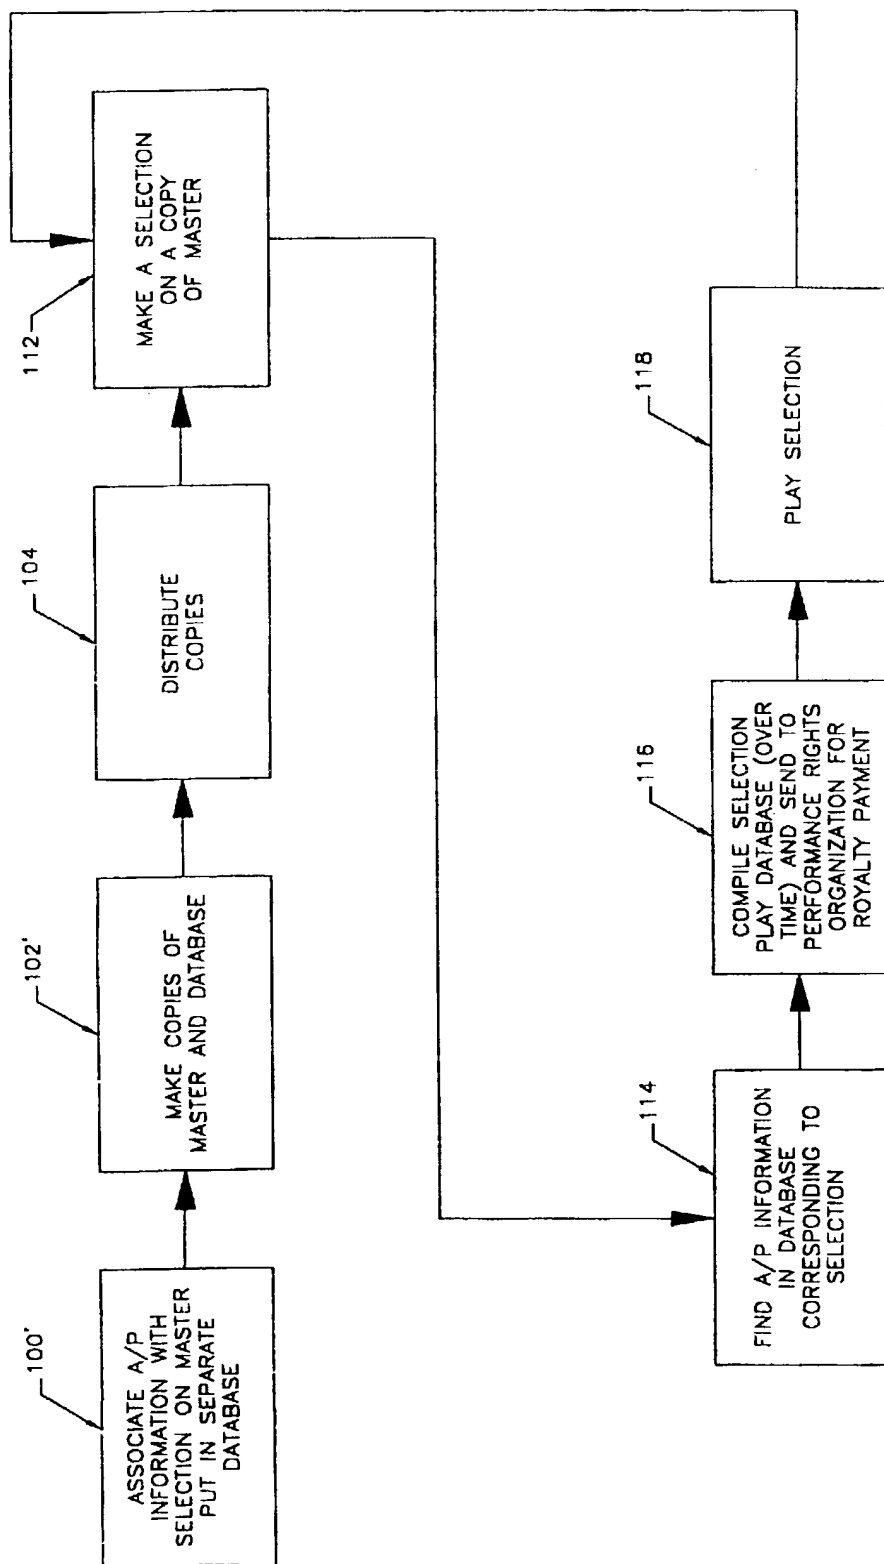 100'
ASSOCIATE A/P
INFORMATION WITH
SELECTION ON MASTER
PUT IN SEPARATE
DATABASE
102'
MAKE COPIES OF
MASTER AND DATABASE
104
DISTRIBUTE
COPIES
112
MAKE A SELECTION
ON A COPY
OF MASTER
114
FIND A/P INFORMATION
IN DATABASE
CORRESPONDING TO
SELECTION
116
COMPILE SELECTION
PLAY DATABASE (OVER
TIME) AND SEND TO
PERFORMANCE RIGHTS
ORGANIZATION FOR
ROYALTY PAYMENT
118
PLAY SELECTION